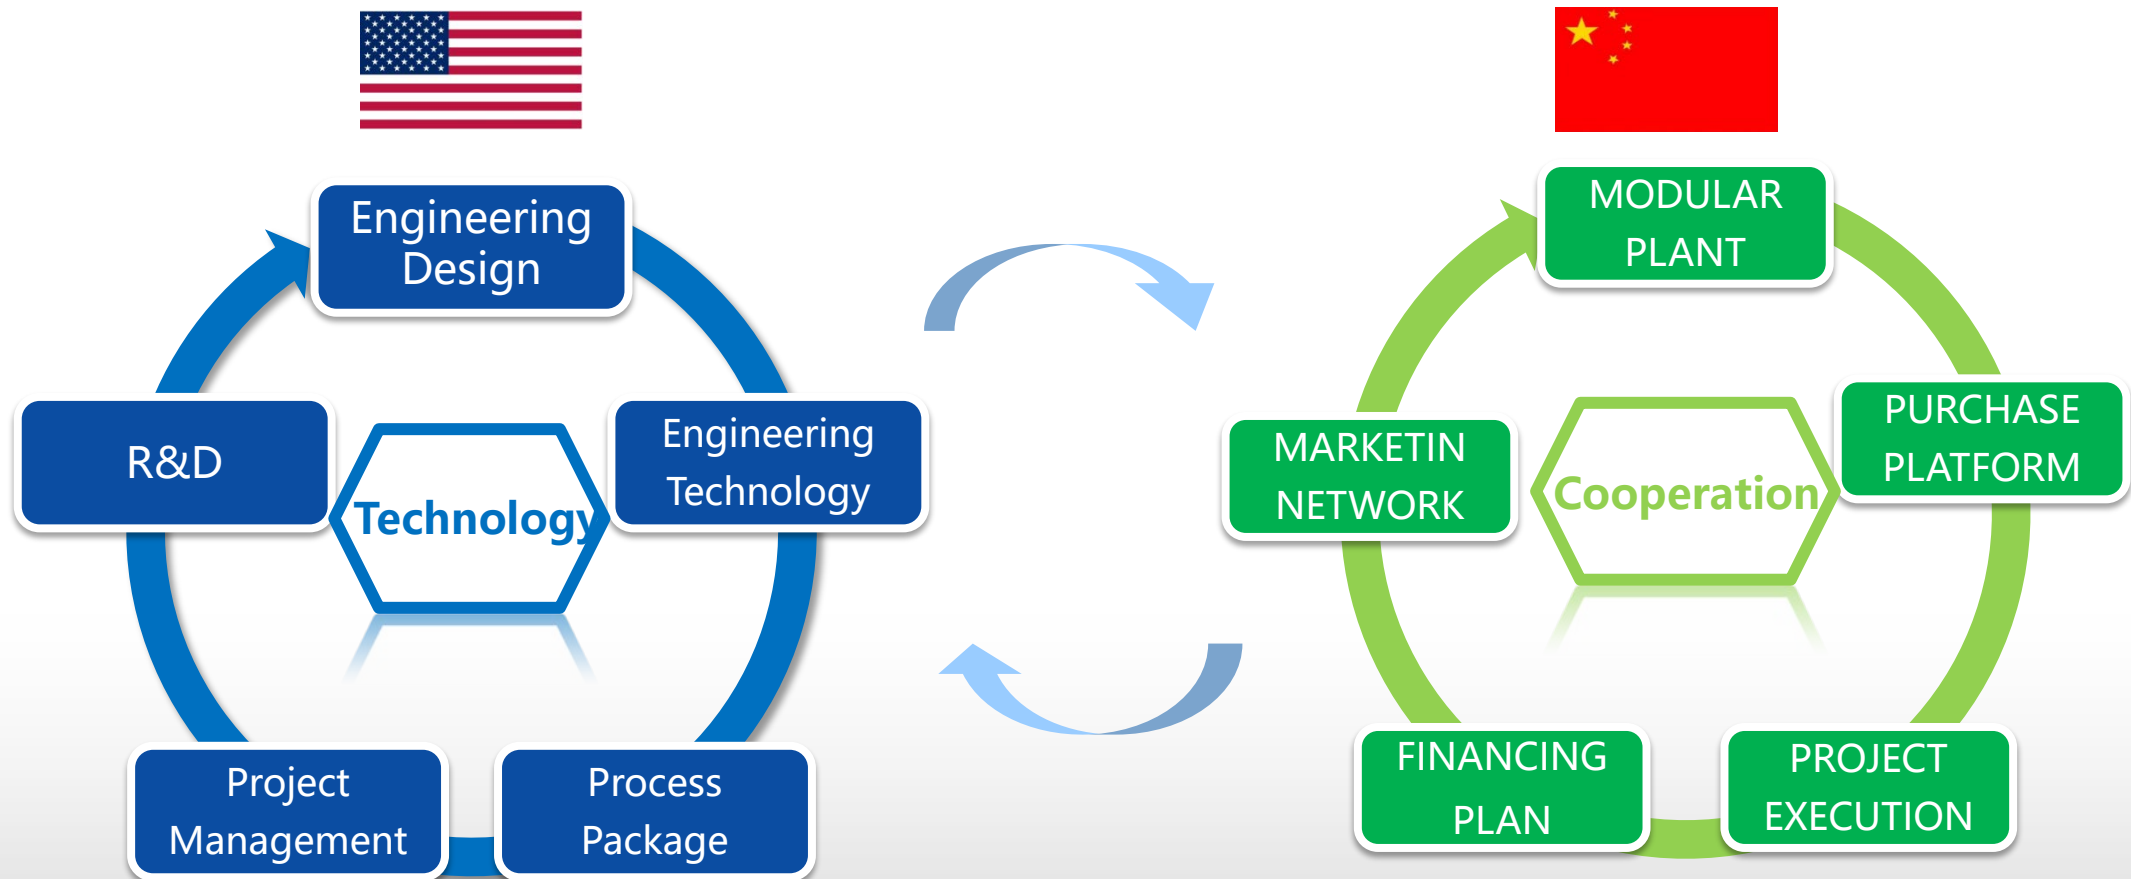 Engineering
Design
R&D
Technology
Engineering
Technology
Project
Management
Process
Package
MODULAR
PLANT
MARKETIN
NETWORK
Cooperation
PURCHASE
PLATFORM
FINANCING
PLAN
PROJECT
EXECUTION